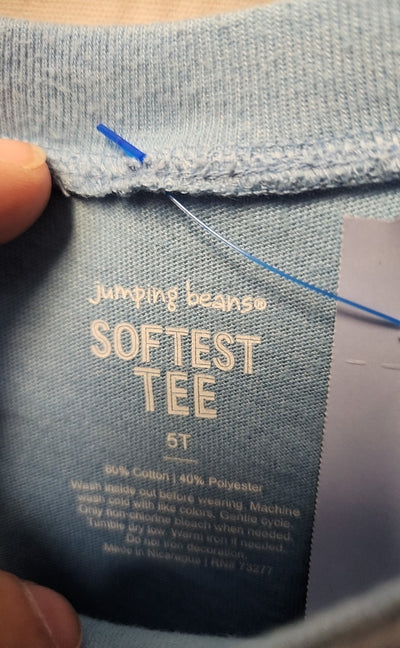 jumping beans®
SOFTEST
TEE
5T
60% Cotton | 40% Polyester
Wash inside out before wearing. Machine
wash cold with like colors. Gentle cycle.
Only non-chlorine bleach when needed.
Tumble dry low. Warm iron if needed.
Do not iron decoration.
Made in Nicaragua | RN# 73277